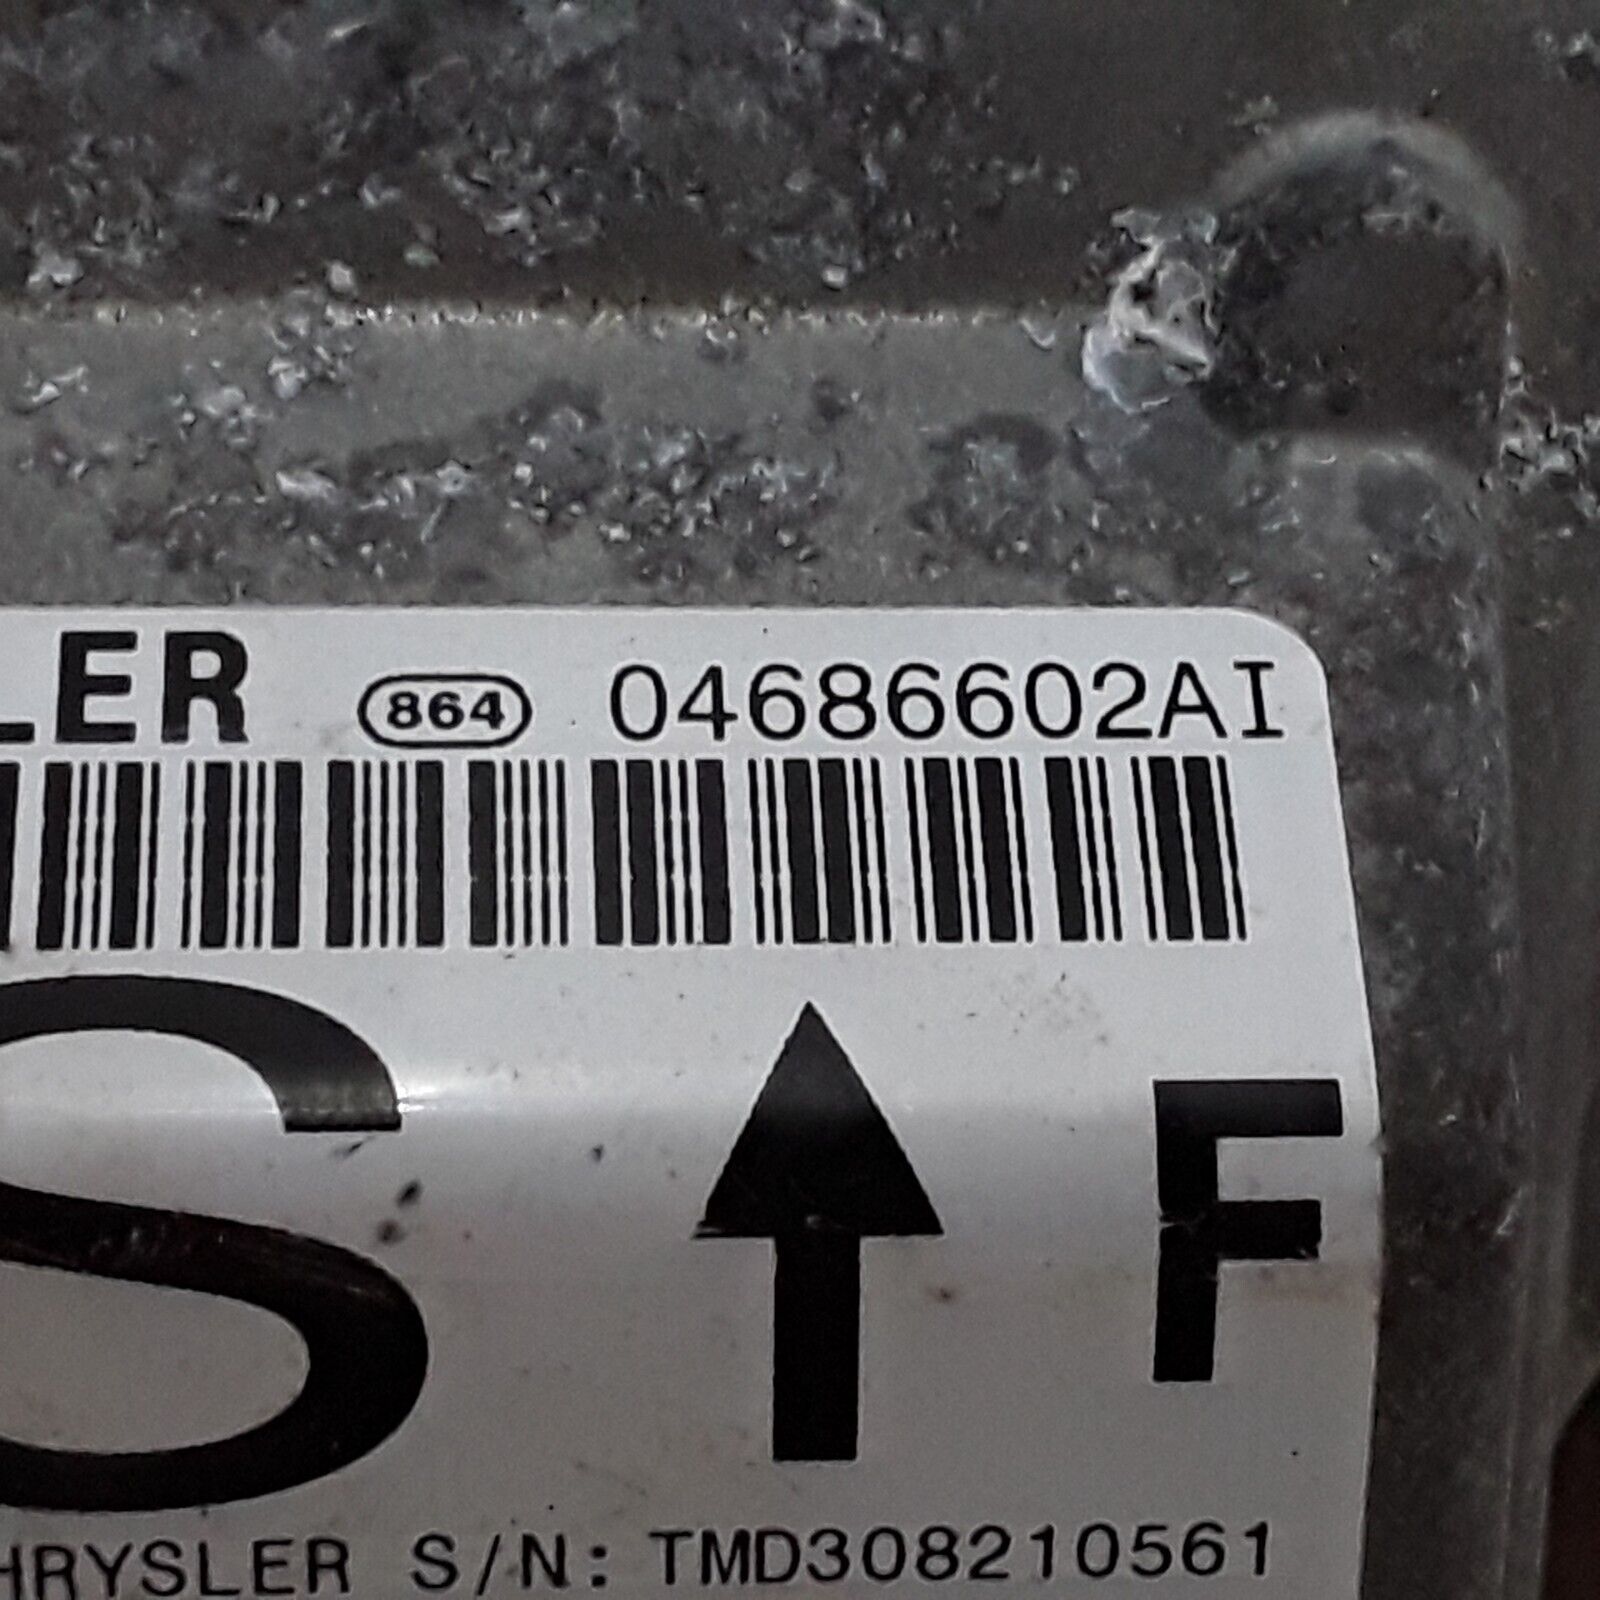 LER 864 04686602AI
S F
HRYSLER S/N: TMD308210561